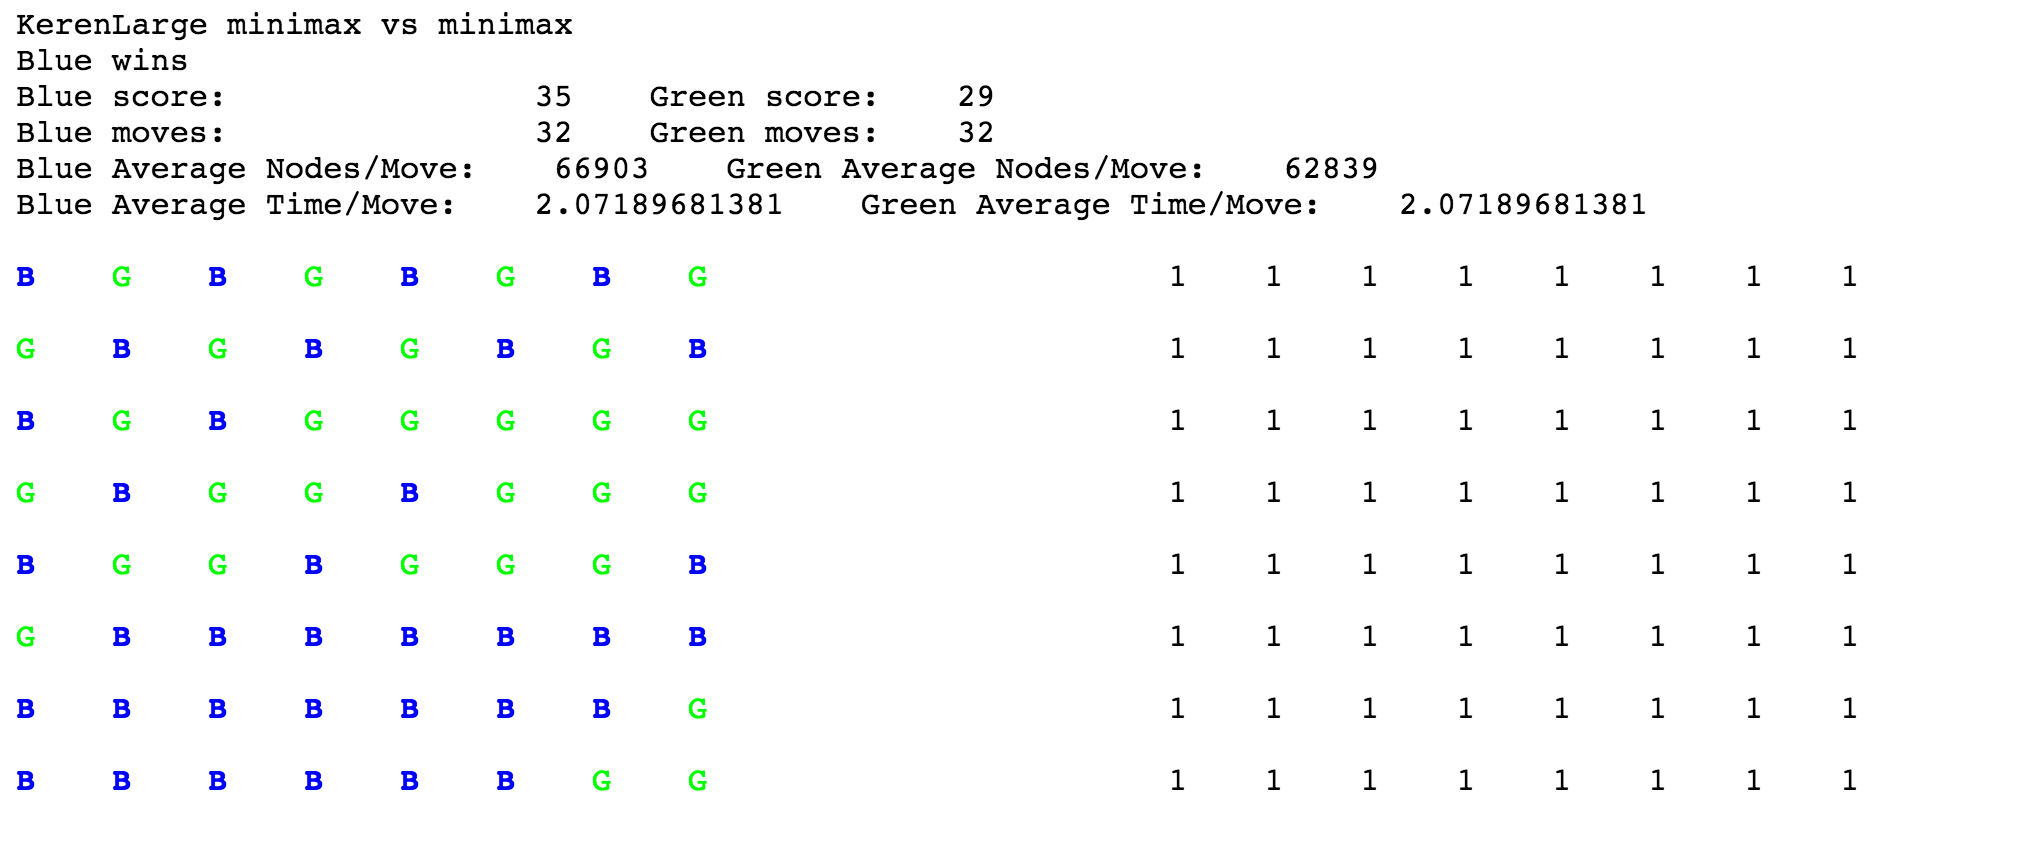 KerenLarge minimax vs minimax
Blue wins
Blue score: 35 Green score: 29
Blue moves: 32 Green moves: 32
Blue Average Nodes/Move: 66903 Green Average Nodes/Move: 62839
Blue Average Time/Move: 2.07189681381 Green Average Time/Move: 2.07189681381
B G B G B G B G 1 1 1 1 1 1 1 1
G B G B G B G B 1 1 1 1 1 1 1 1
B G B G G G G G 1 1 1 1 1 1 1 1
G B G G B G G G 1 1 1 1 1 1 1 1
B G G B G G G B 1 1 1 1 1 1 1 1
G B B B B B B B 1 1 1 1 1 1 1 1
B B B B B B B G 1 1 1 1 1 1 1 1
B B B B B B G G 1 1 1 1 1 1 1 1